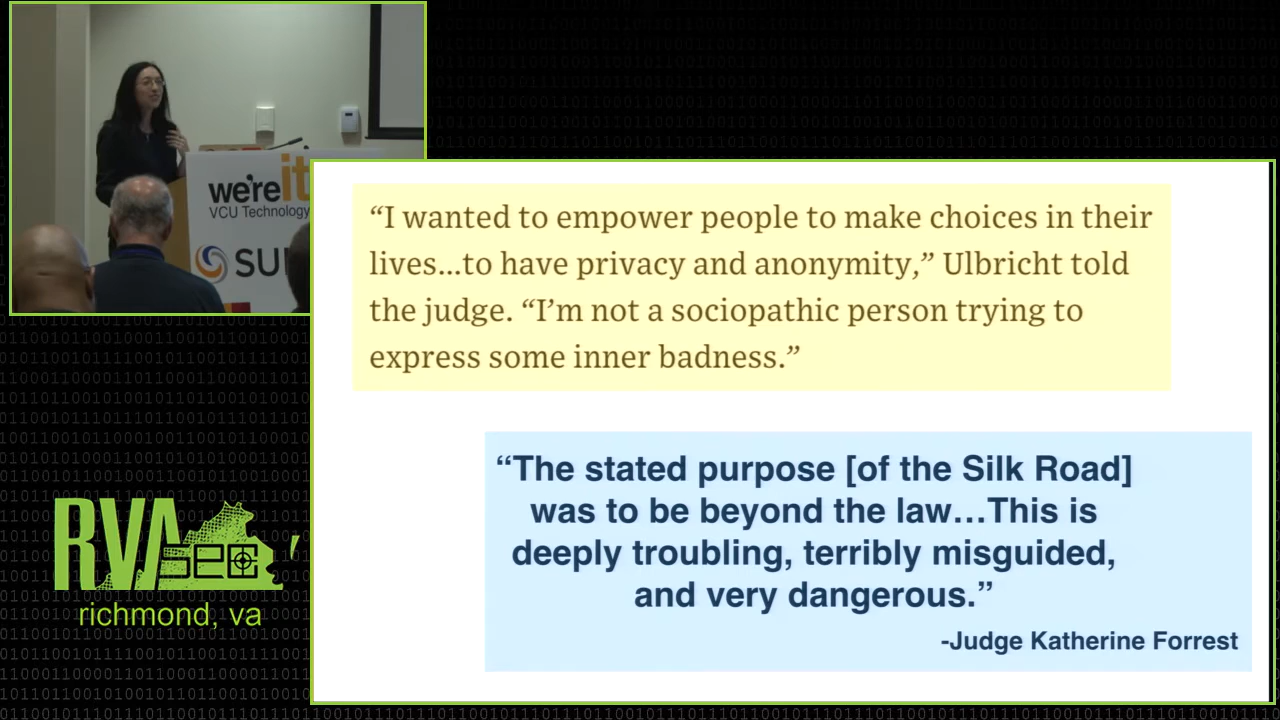 we're it
VCU Technology
SU
“I wanted to empower people to make choices in their
lives...to have privacy and anonymity,” Ulbricht told
the judge. “I’m not a sociopathic person trying to
express some inner badness.”
“The stated purpose [of the Silk Road]
was to be beyond the law…This is
deeply troubling, terribly misguided,
and very dangerous.”
-Judge Katherine Forrest
RVA
sec
richmond, va